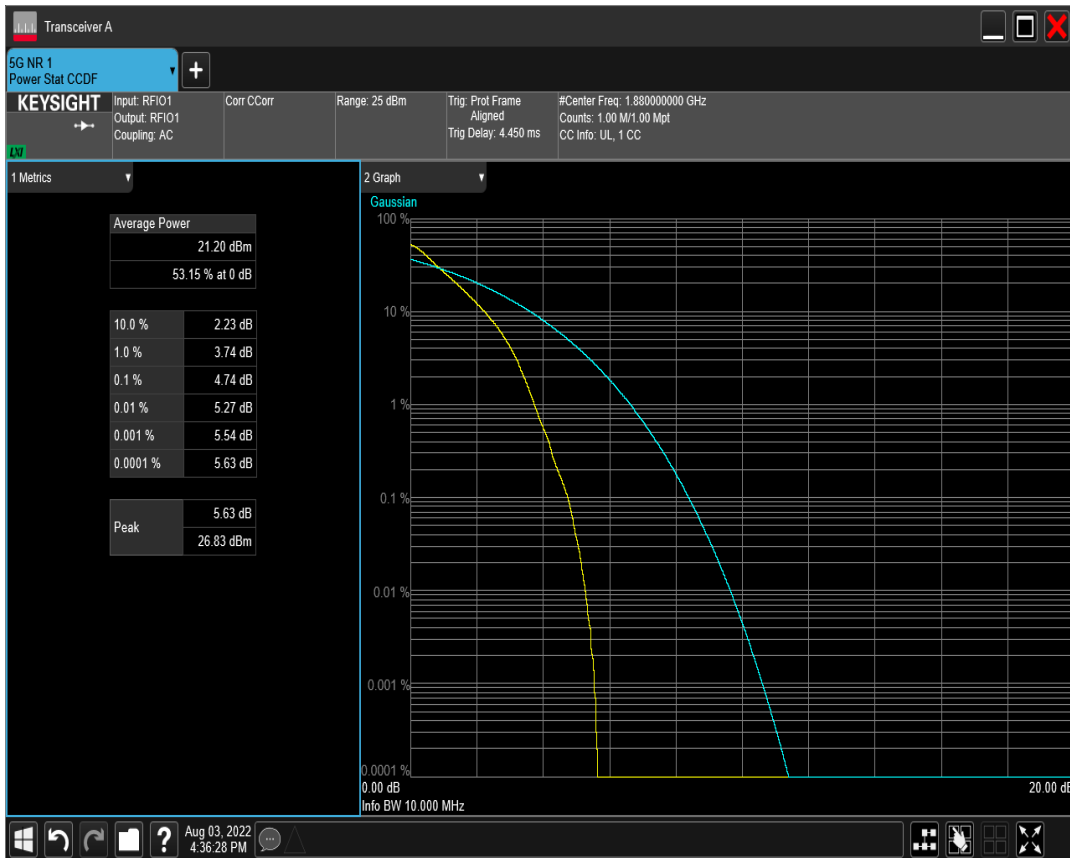 Transceiver A
5G NR 1
Power Stat CCDF
+
KEYSIGHT
LXI
Input: RFIO1
Output: RFIO1
Coupling: AC
Corr CCorr
Range: 25 dBm
Trig: Prot Frame
Aligned
Trig Delay: 4.450 ms
#Center Freq: 1.880000000 GHz
Counts: 1.00 M/1.00 Mpt
CC Info: UL, 1 CC
1 Metrics
Average Power
21.20 dBm
53.15 % at 0 dB
10.0 % 2.23 dB
1.0 % 3.74 dB
0.1 % 4.74 dB
0.01 % 5.27 dB
0.001 % 5.54 dB
0.0001 % 5.63 dB
Peak 5.63 dB
26.83 dBm
2 Graph
Gaussian
100 %
10 %
1 %
0.1 %
0.01 %
0.001 %
0.0001 %
0.00 dB 20.00 dB
Info BW 10.000 MHz
? Aug 03, 2022
4:36:28 PM